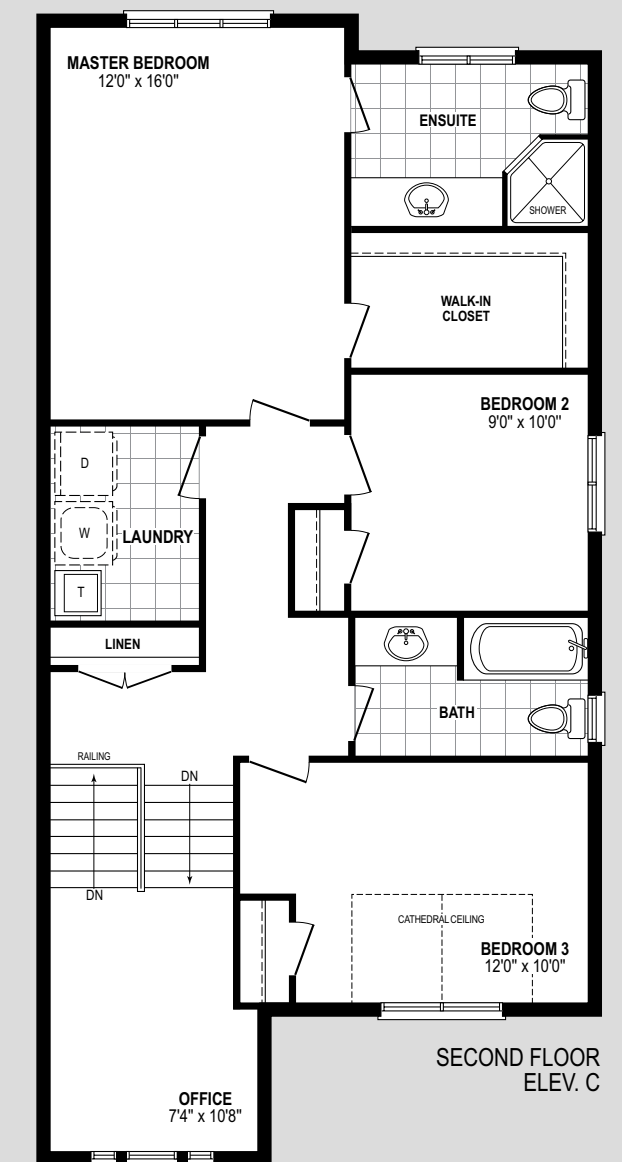 MASTER BEDROOM
12'0" x 16'0"
ENSUITE
SHOWER
WALK-IN
CLOSET
BEDROOM 2
9'0" x 10'0"
D
W
LAUNDRY
T
LINEN
BATH
RAILING
DN
DN
CATHEDRAL CEILING
BEDROOM 3
12'0" x 10'0"
SECOND FLOOR
ELEV. C
OFFICE
7'4" x 10'8"